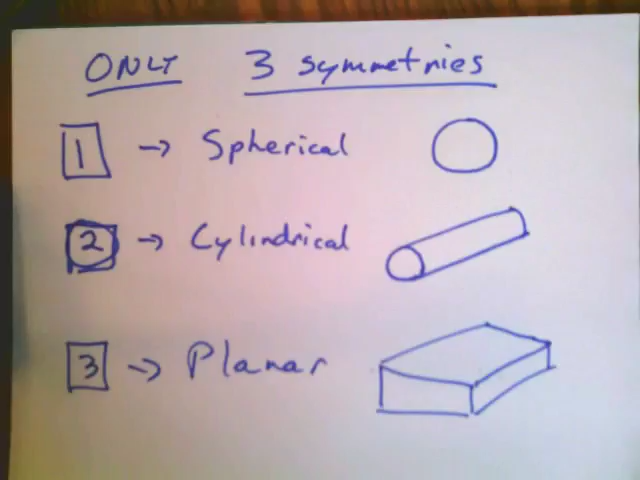 ONLY 3 symmetries
1 → Spherical
2 → Cylindrical
3 → Planar